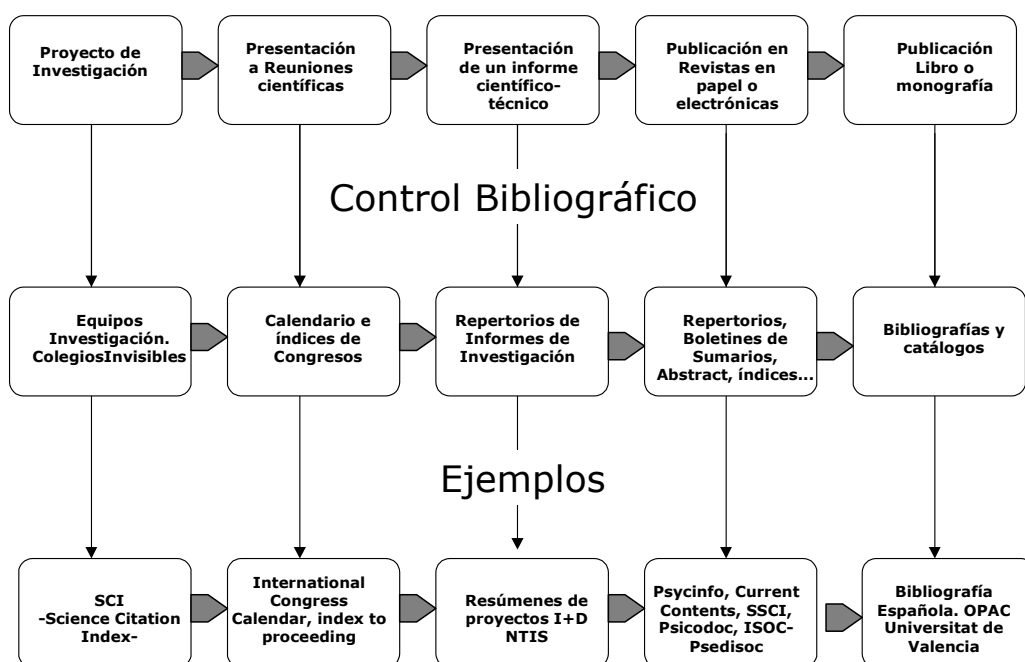 Proyecto de
Investigación
Presentación
a Reuniones
científicas
Presentación
de un informe
científico-
técnico
Publicación en
Revistas en
papel o
electrónicas
Publicación
Libro o
monografía
Control Bibliográfico
Equipos
Investigación.
ColegiosInvisibles
Calendario e
índices de
Congresos
Repertorios de
Informes de
Investigación
Repertorios,
Boletines de
Sumarios,
Abstract, índices...
Bibliografías y
catálogos
Ejemplos
SCI
-Science Citation
Index-
International
Congress
Calendar, index to
proceeding
Resúmenes de
proyectos I+D
NTIS
Psycinfo, Current
Contents, SSCI,
Psicodoc, ISOC-
Psedisoc
Bibliografía
Española. OPAC
Universitat de
Valencia